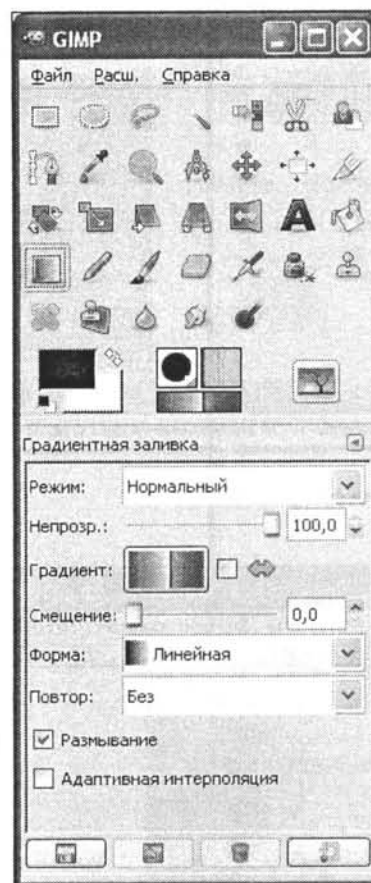 GIMP
Файл Расш. Справка
Градиентная заливка
Режим: Нормальный
Непрозр.: 100,0
Градиент:
Смещение: 0,0
Форма: Линейная
Повтор: Без
Размывание
Адаптивная интерполяция